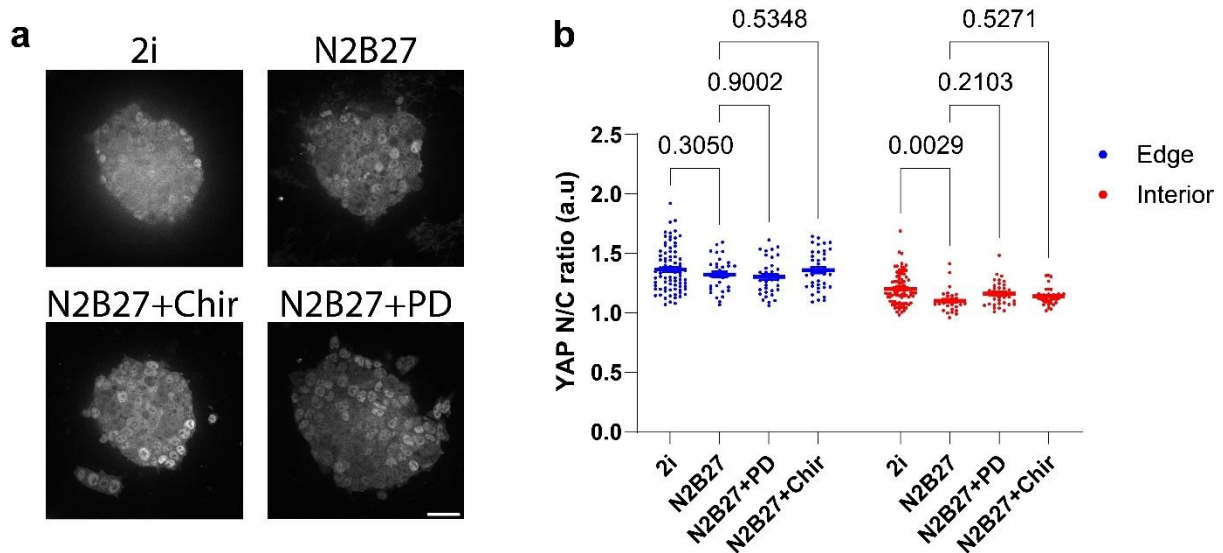 a
2i
N2B27
N2B27+Chir
N2B27+PD
b
0.5348
0.5271
0.9002
0.2103
0.3050
0.0029
YAP N/C ratio (a.u)
2.5
2.0
1.5
1.0
0.5
0.0
2i
N2B27
N2B27+PD
N2B27+Chir
2i
N2B27
N2B27+PD
N2B27+Chir
Edge
Interior